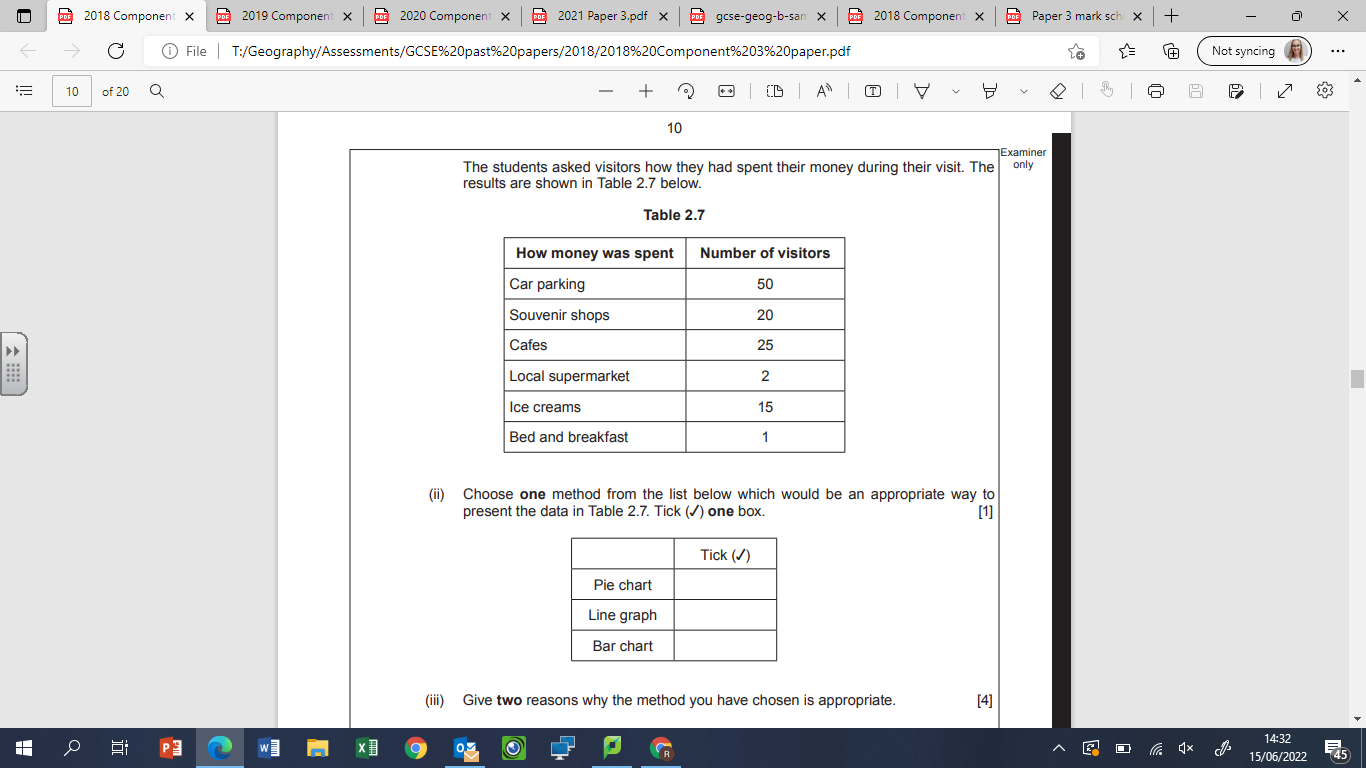 2018 Component
2019 Component
2020 Component
2021 Paper 3.pdf
gcse-geog-b-sam
2018 Component
Paper 3 mark sch
File
T:/Geography/Assessments/GCSE%20past%20papers/2018/2018%20Component%203%20paper.pdf
Not syncing
10 of 20
10
Examiner
only
The students asked visitors how they had spent their money during their visit. The
results are shown in Table 2.7 below.
Table 2.7
How money was spent Number of visitors
Car parking 50
Souvenir shops 20
Cafes 25
Local supermarket 2
Ice creams 15
Bed and breakfast 1
(ii) Choose one method from the list below which would be an appropriate way to
present the data in Table 2.7. Tick (✓) one box. [1]
Tick (✓)
Pie chart
Line graph
Bar chart
(iii) Give two reasons why the method you have chosen is appropriate. [4]
14:32
15/06/2022
45